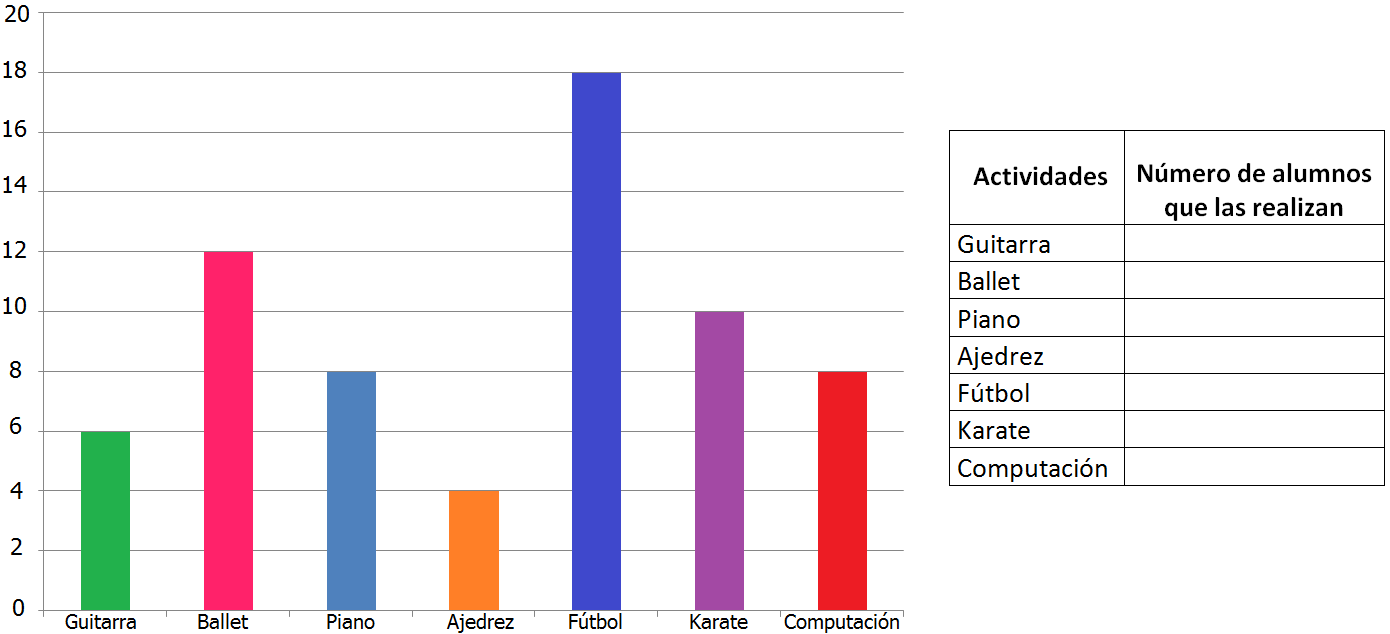 20
18
16
14
12
10
8
6
4
2
0
Guitarra Ballet Piano Ajedrez Fútbol Karate Computación
Actividades Número de alumnos
que las realizan
Guitarra
Ballet
Piano
Ajedrez
Fútbol
Karate
Computación